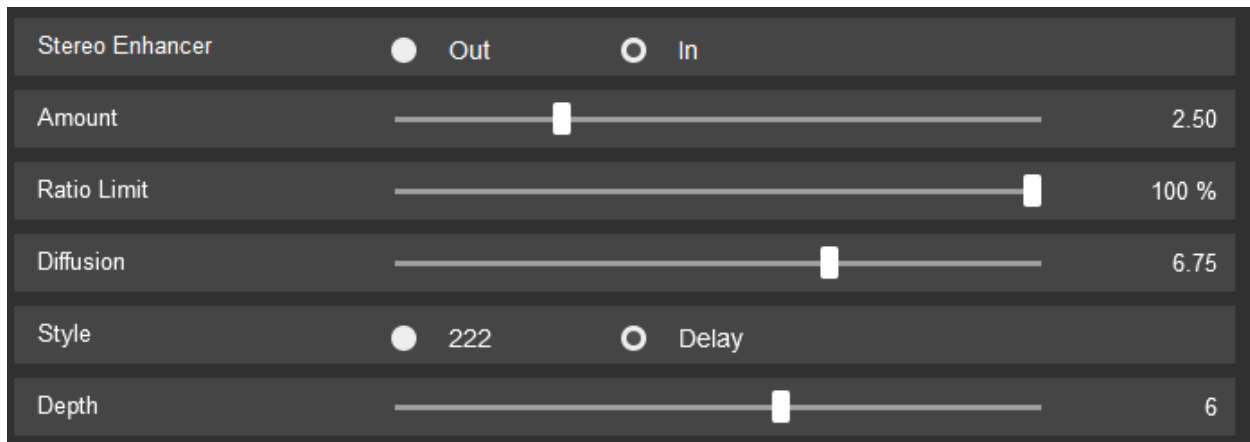 Stereo Enhancer Out In
Amount 2.50
Ratio Limit 100 %
Diffusion 6.75
Style 222 Delay
Depth 6